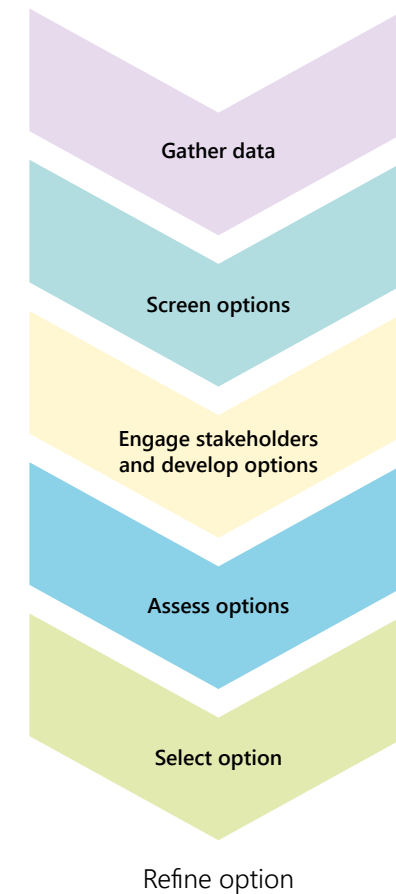 Gather data
Screen options
Engage stakeholders
and develop options
Assess options
Select option
Refine option